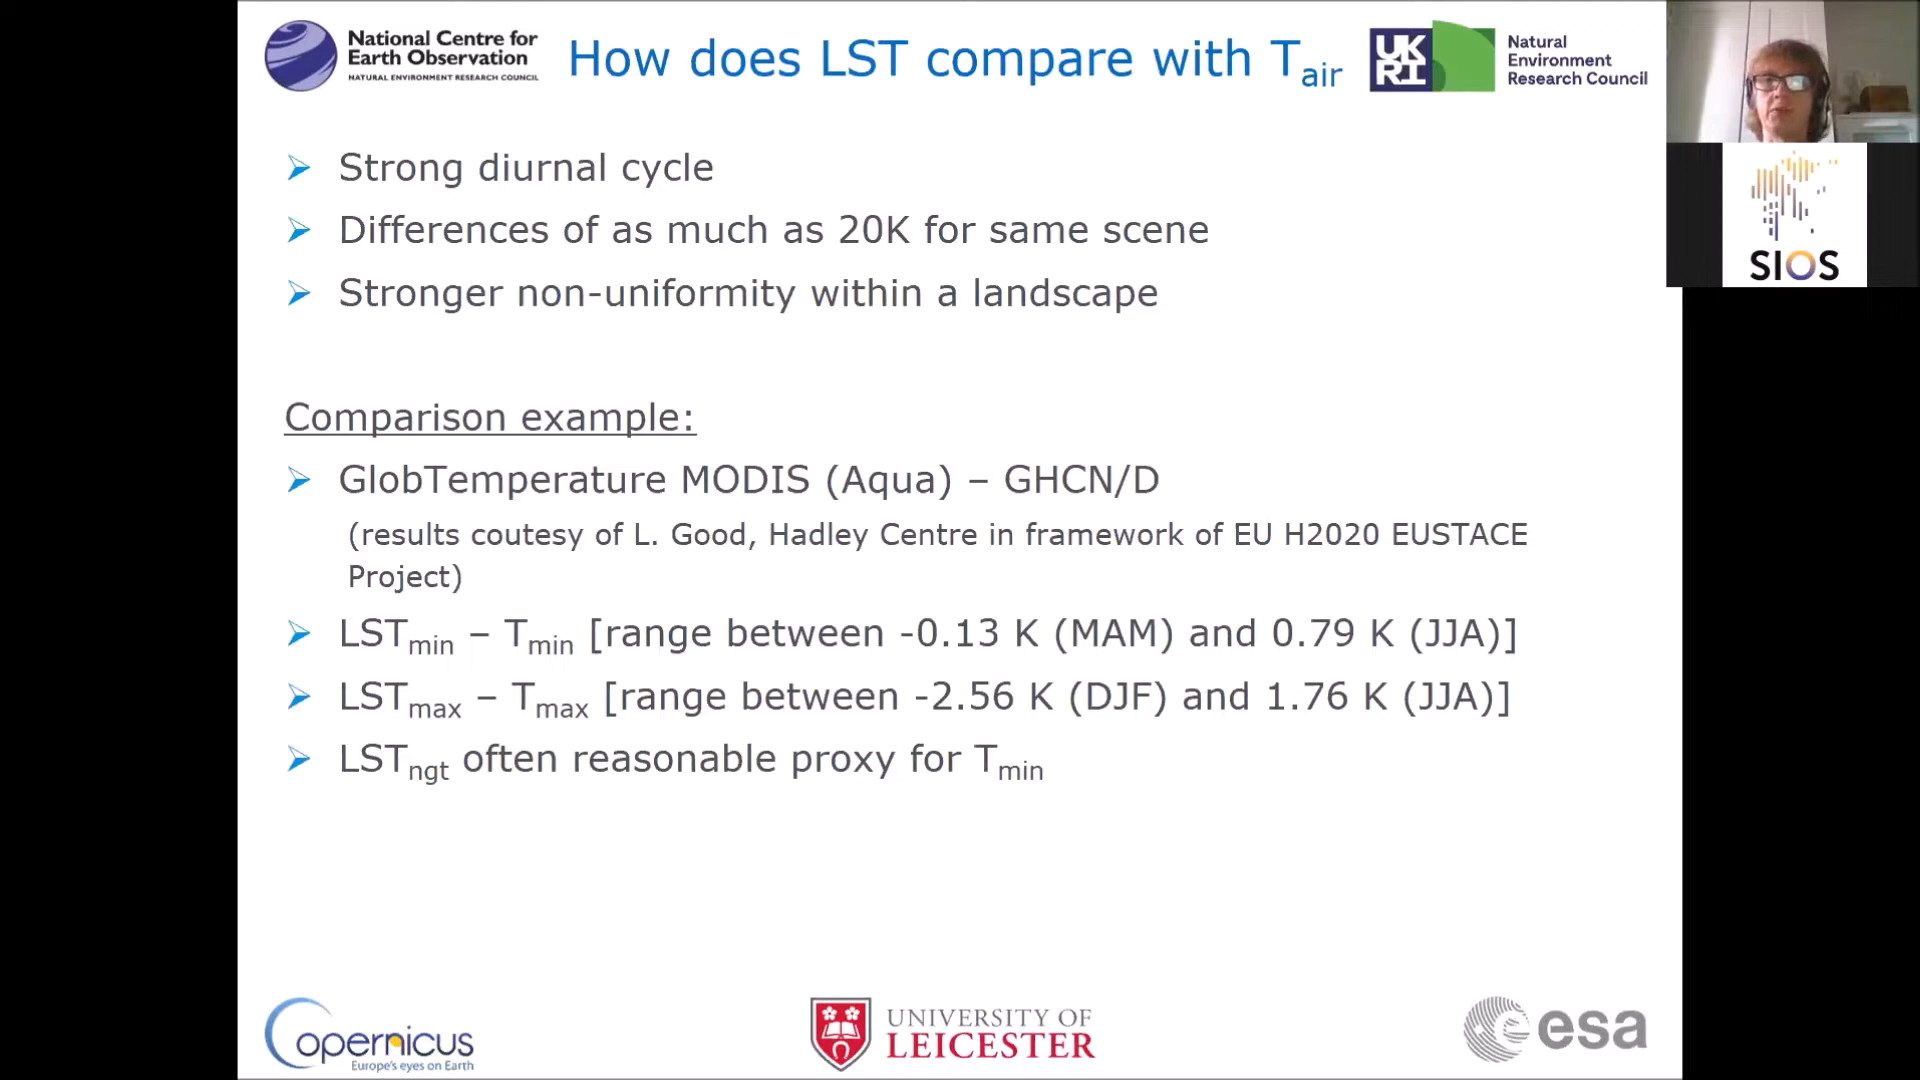 National Centre for
Earth Observation
NATURAL ENVIRONMENT RESEARCH COUNCIL
How does LST compare with Tair
UK
RI
Natural
Environment
Research Council
SIOS
Strong diurnal cycle
Differences of as much as 20K for same scene
Stronger non-uniformity within a landscape
Comparison example:
GlobTemperature MODIS (Aqua) – GHCN/D
(results coutesy of L. Good, Hadley Centre in framework of EU H2020 EUSTACE
Project)
LSTmin – Tmin [range between -0.13 K (MAM) and 0.79 K (JJA)]
LSTmax – Tmax [range between -2.56 K (DJF) and 1.76 K (JJA)]
LSTngt often reasonable proxy for Tmin
Copernicus
Europe's eyes on Earth
UNIVERSITY OF
LEICESTER
esa